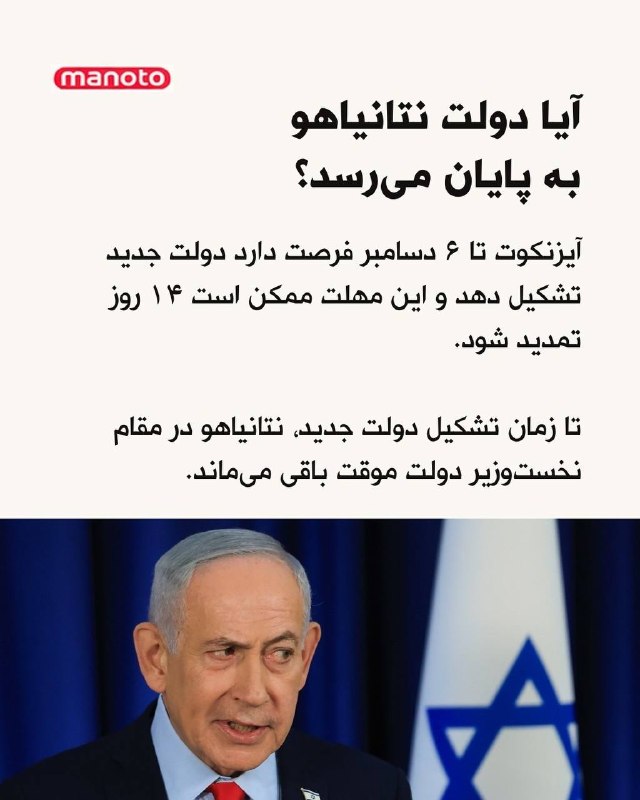 manoto
آیا دولت نتانیاهو
به پایان می‌رسد؟
آیزنکوت تا ۶ دسامبر فرصت دارد دولت جدید
تشکیل دهد و این مهلت ممکن است ۱۴ روز
تمدید شود.
تا زمان تشکیل دولت جدید، نتانیاهو در مقام
نخست‌وزیر دولت موقت باقی می‌ماند.